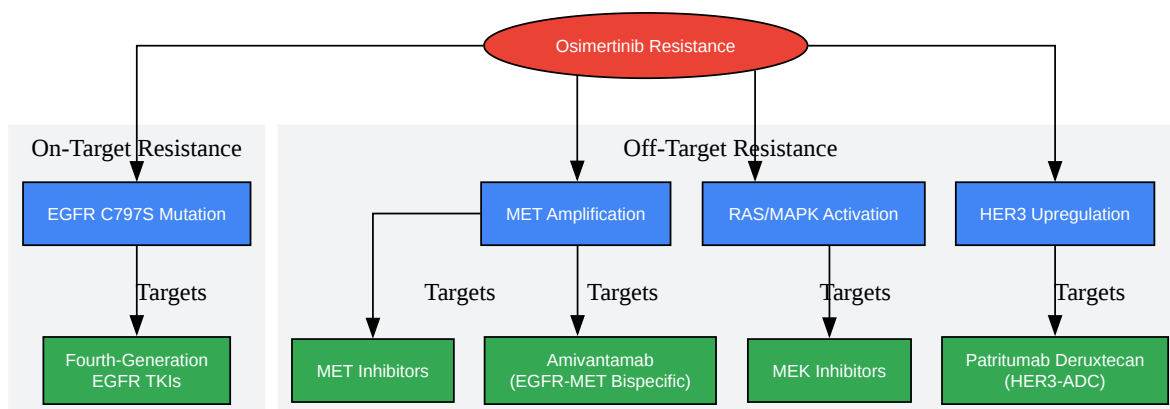 Osimertinib Resistance
On-Target Resistance
Off-Target Resistance
EGFR C797S Mutation
MET Amplification
RAS/MAPK Activation
HER3 Upregulation
Targets
Targets
Targets
Targets
Targets
Fourth-Generation
EGFR TKIs
MET Inhibitors
Amivantamab
(EGFR-MET Bispecific)
MEK Inhibitors
Patritumab Deruxtecan
(HER3-ADC)